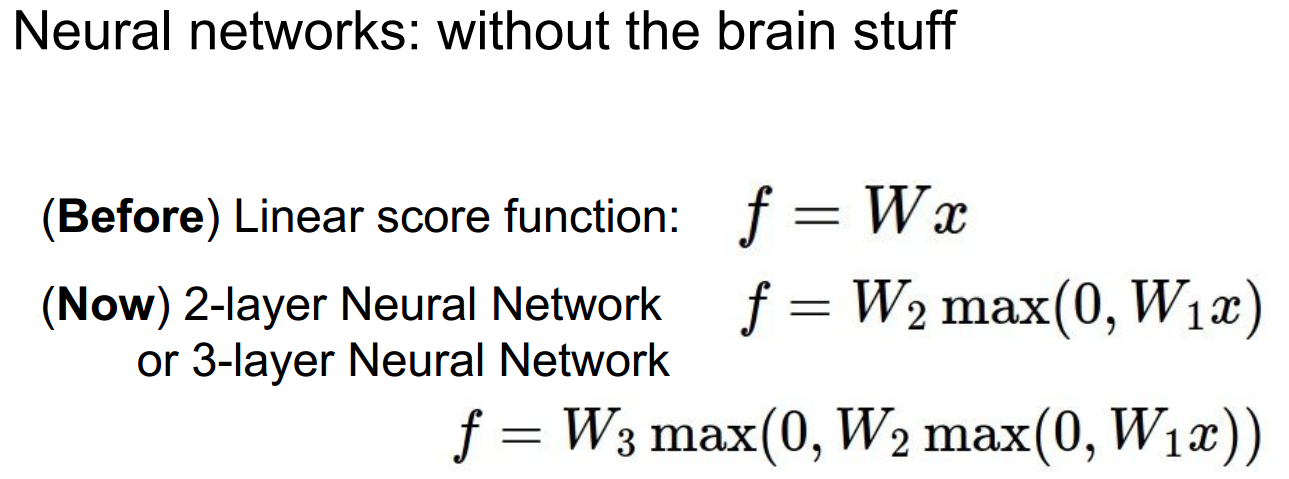 Neural networks: without the brain stuff
(Before) Linear score function: f = Wx
(Now) 2-layer Neural Network f = W₂ max(0, W₁x)
or 3-layer Neural Network
f = W₃ max(0, W₂ max(0, W₁x))